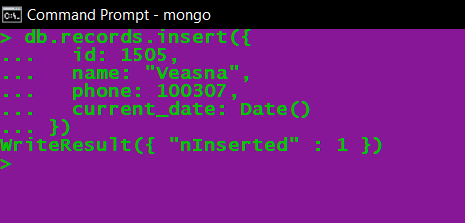 Command Prompt - mongo
> db.records.insert({
...   id: 1505,
...   name: "Veasna",
...   phone: 100307,
...   current_date: Date()
... })
WriteResult({ "nInserted" : 1 })
>